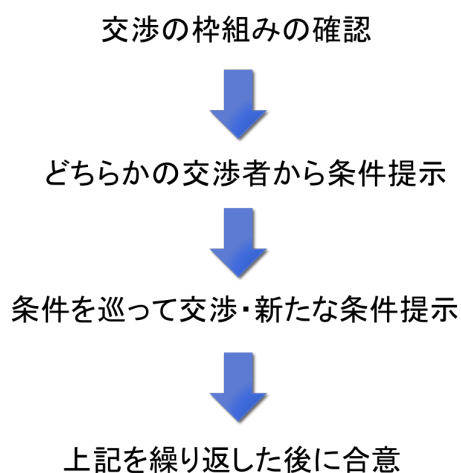 交渉の枠組みの確認
どちらかの交渉者から条件提示
条件を巡って交渉・新たな条件提示
上記を繰り返した後に合意